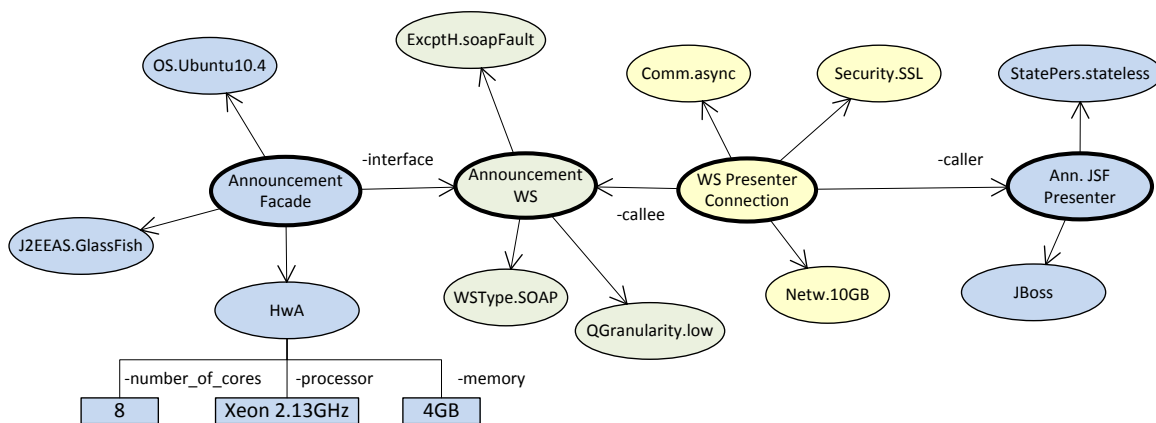 ExcptH.soapFault
OS.Ubuntu10.4
Comm.async
Security.SSL
StatePers.stateless
-interface
-caller
Announcement
Facade
Announcement
WS
WS Presenter
Connection
Ann. JSF
Presenter
-callee
J2EEAS.GlassFish
HwA
WSType.SOAP
Netw.10GB
JBoss
QGranularity.low
-number_of_cores
-processor
-memory
8
Xeon 2.13GHz
4GB